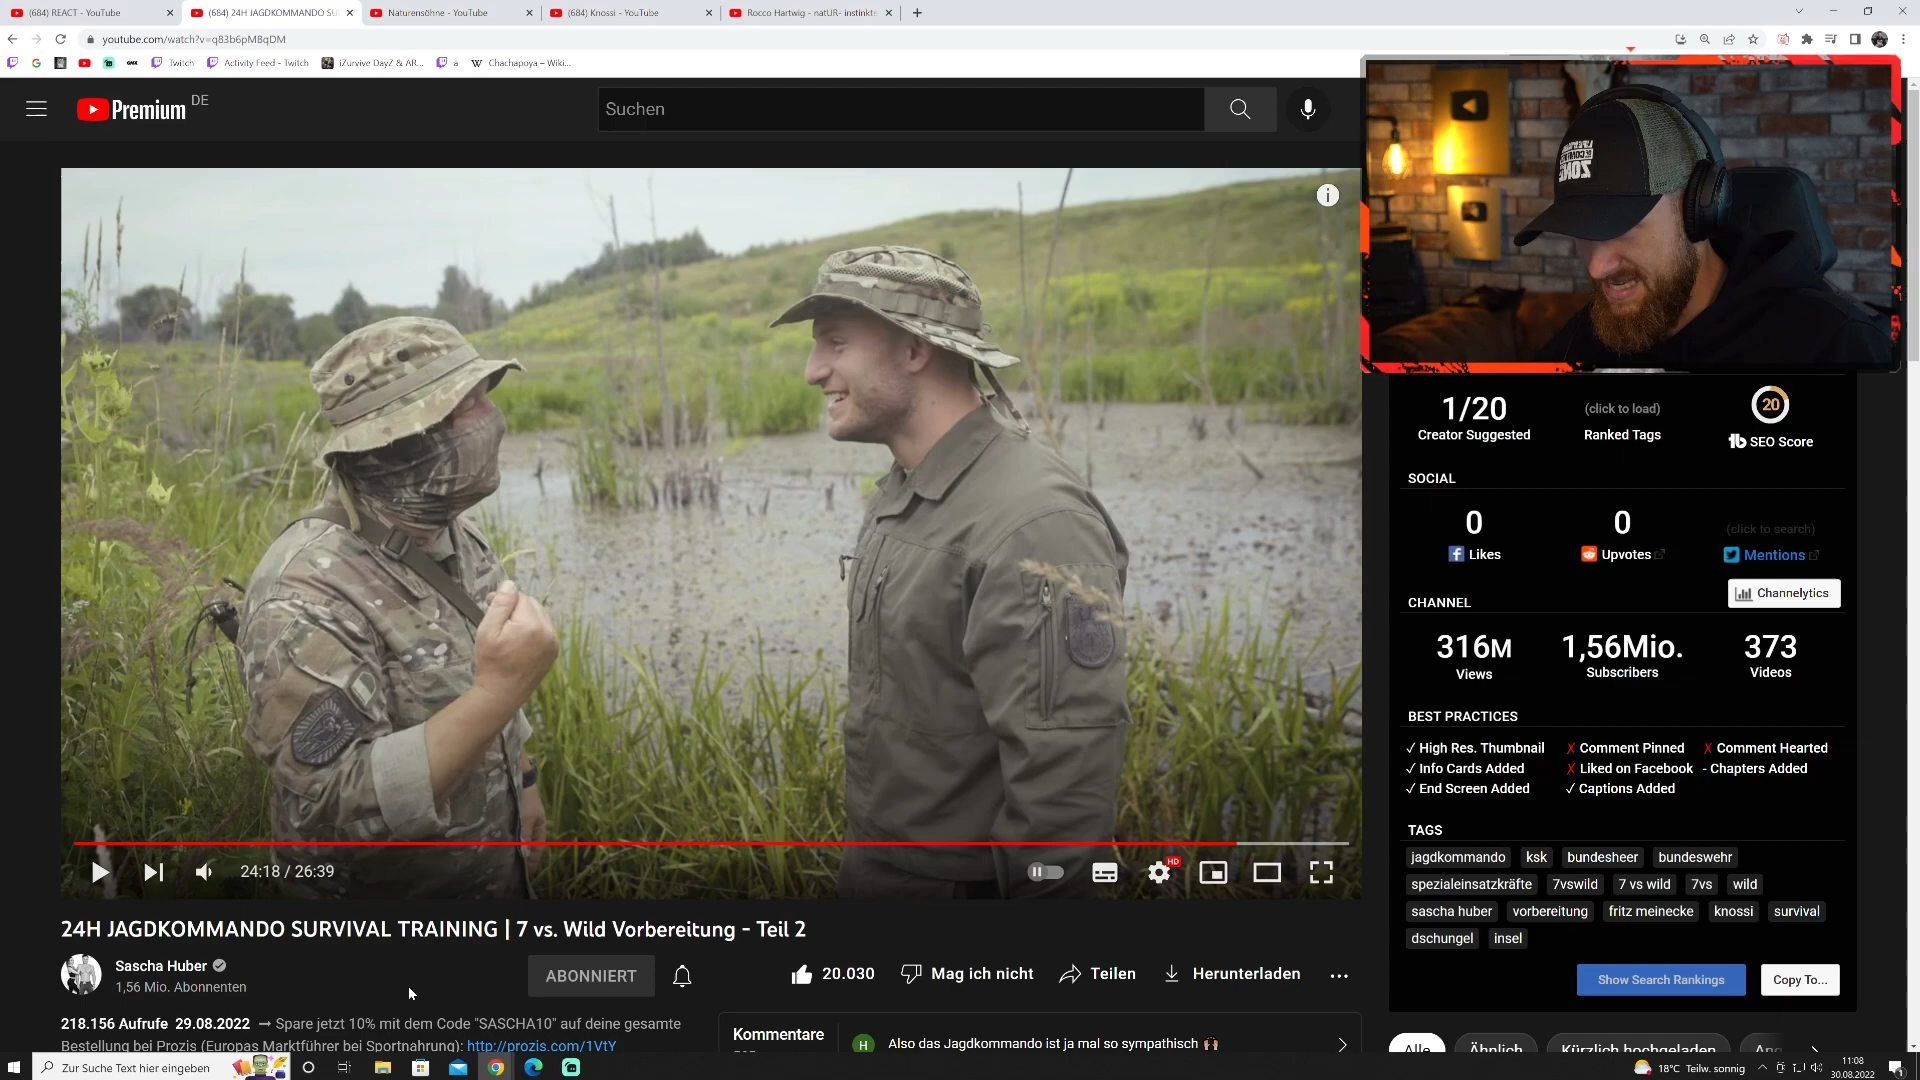 (684) REACT - YouTube
(684) 24H JAGDKOMMANDO SU
Naturensöhne - YouTube
(684) Knossi - YouTube
Rocco Hartwig - natUR- instinkt
youtube.com/watch?v=q83b6pMBqDM
GMX
Twitch
Activity Feed - Twitch
iZurvive DayZ & AR...
a
Chachapoya – Wiki...
Premium DE
Suchen
ZONE
1/20
Creator Suggested
(click to load)
Ranked Tags
20
SEO Score
SOCIAL
0
Likes
0
Upvotes
(click to search)
Mentions
CHANNEL
Channelytics
316M
Views
1,56Mio.
Subscribers
373
Videos
BEST PRACTICES
✓ High Res. Thumbnail
✗ Comment Pinned
✗ Comment Hearted
✓ Info Cards Added
✗ Liked on Facebook
- Chapters Added
✓ End Screen Added
✓ Captions Added
TAGS
jagdkommando ksk bundesheer bundeswehr
spezialeinsatzkräfte 7vswild 7 vs wild 7vs wild
sascha huber vorbereitung fritz meinecke knossi survival
dschungel insel
Show Search Rankings
Copy To...
24:18 / 26:39
HD
24H JAGDKOMMANDO SURVIVAL TRAINING | 7 vs. Wild Vorbereitung - Teil 2
Sascha Huber
1,56 Mio. Abonnenten
ABONNIERT
20.030
Mag ich nicht
Teilen
Herunterladen
218.156 Aufrufe 29.08.2022 — Spare jetzt 10% mit dem Code "SASCHA10" auf deine gesamte
Bestellung bei Prozis (Europas Marktführer bei Sportnahrung): http://prozis.com/1VtY
Kommentare
H
Also das Jagdkommando ist ja mal so sympathisch
Alle
Ähnlich
Kürzlich hochgeladen
Zur Suche Text hier eingeben
18°C Teilw. sonnig
11:08
30.08.2022
1